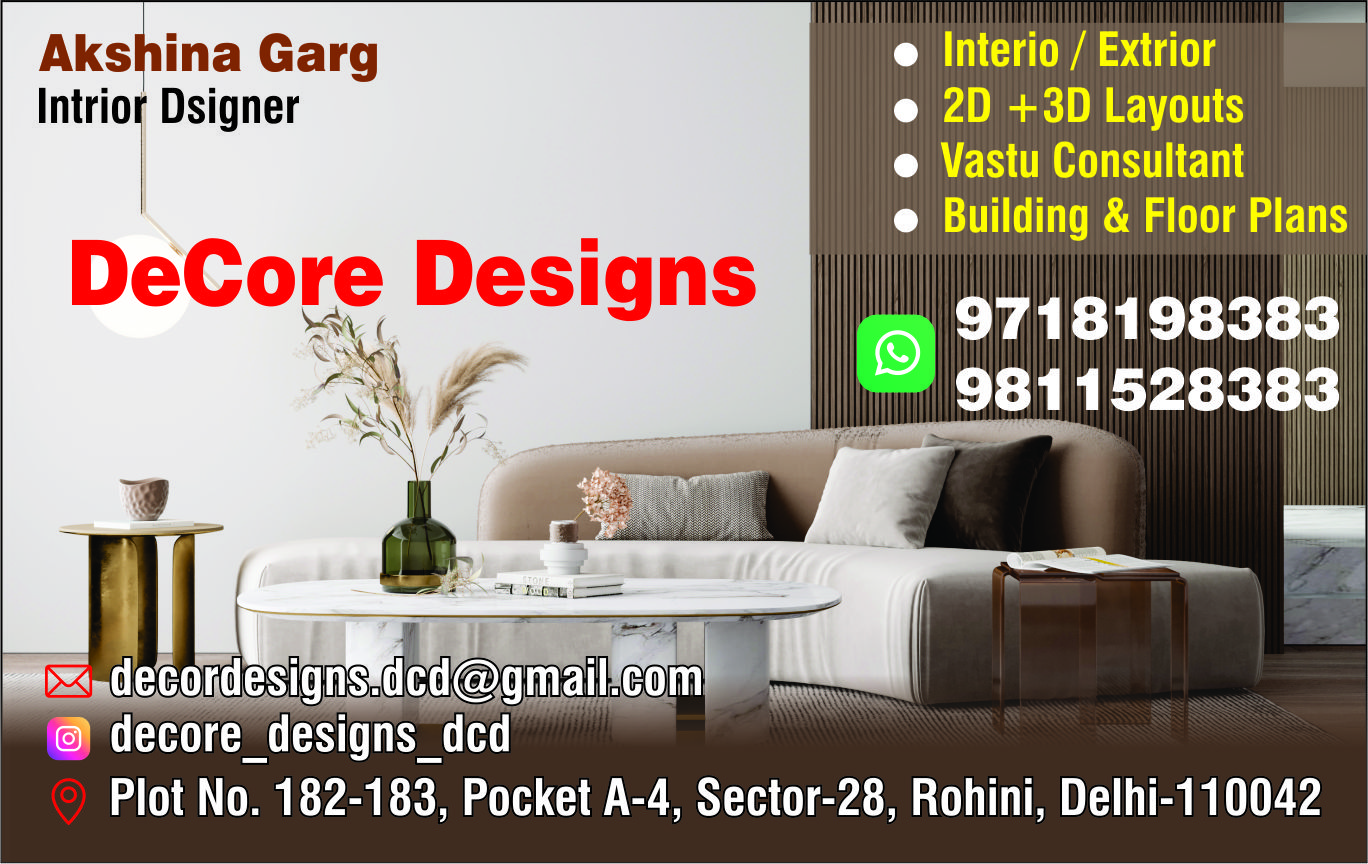 Akshina Garg
Intrior Dsigner
Interio / Extrior
2D +3D Layouts
Vastu Consultant
Building & Floor Plans
DeCore Designs
9718198383
9811528383
STONE
decordesigns.dcd@gmail.com
decore_designs_dcd
Plot No. 182-183, Pocket A-4, Sector-28, Rohini, Delhi-110042